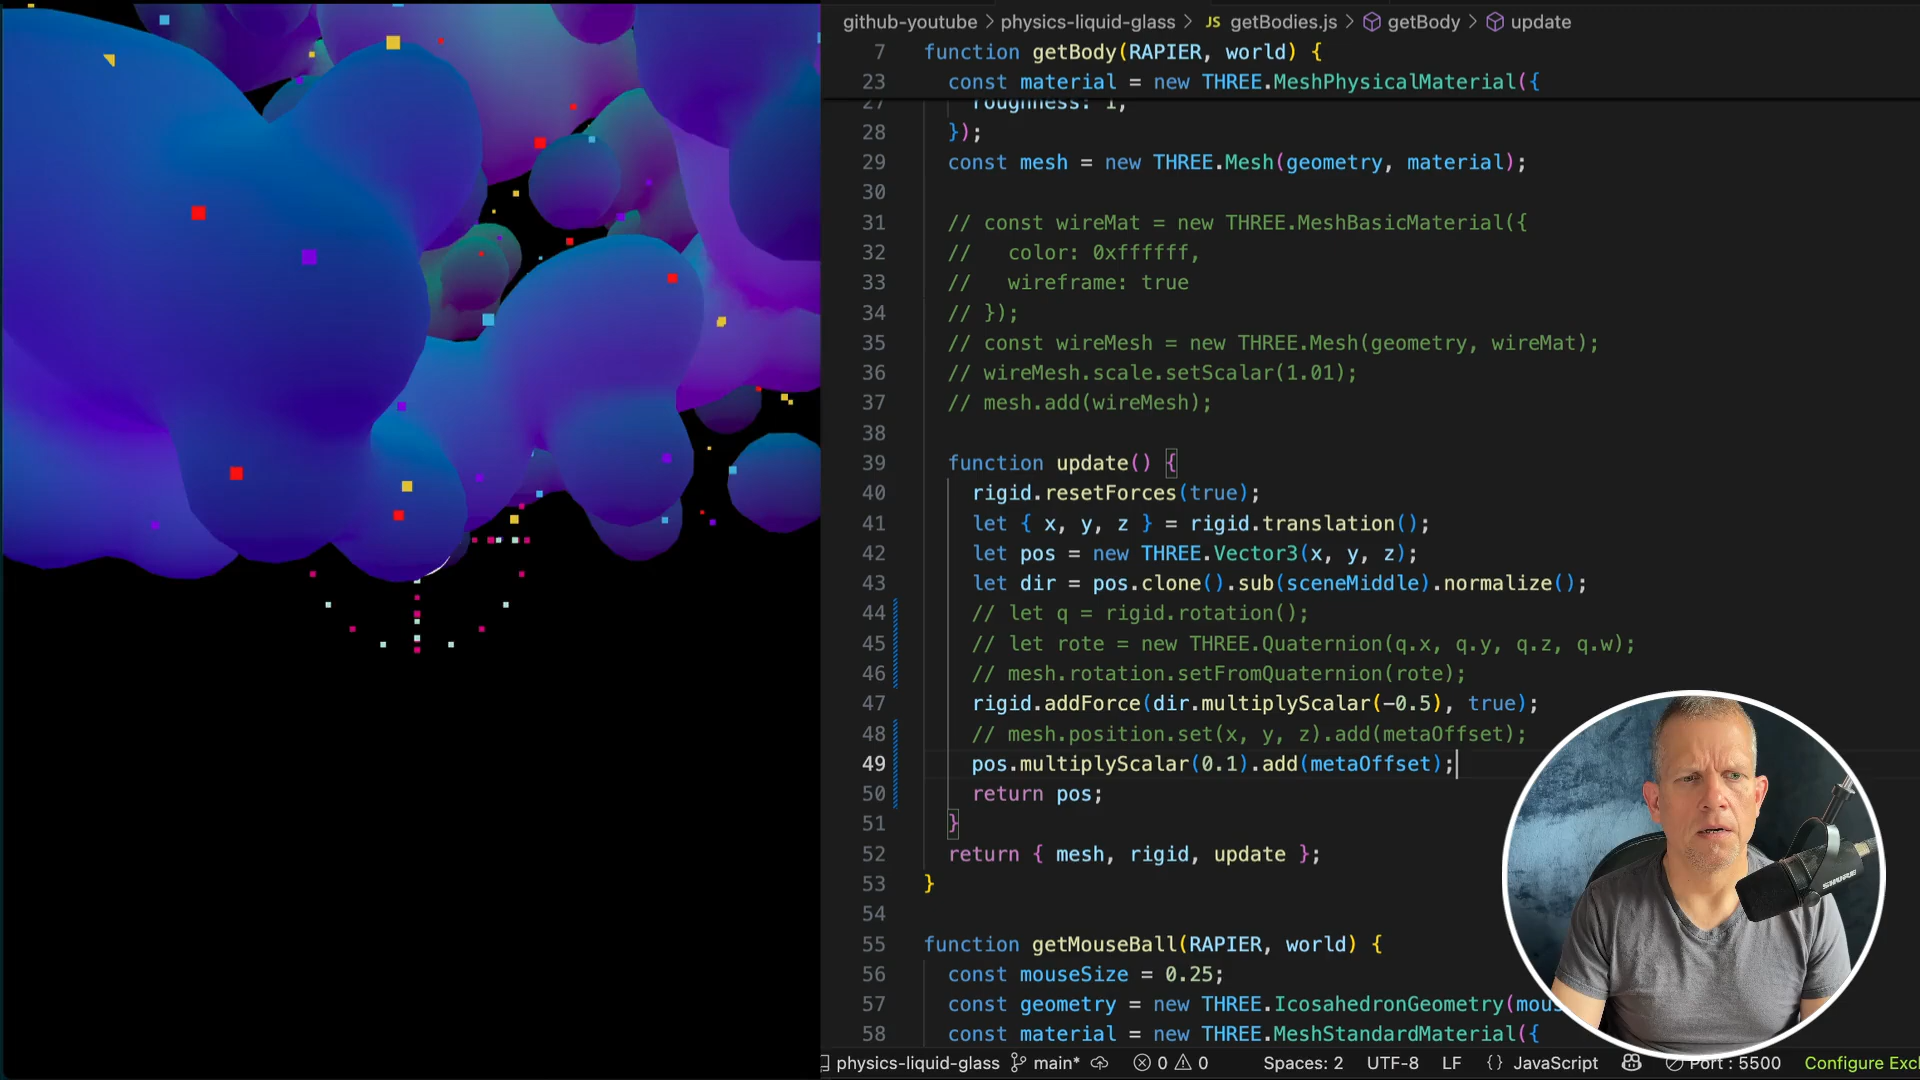 github-youtube > physics-liquid-glass > JS getBodies.js > getBody > update
7 function getBody(RAPIER, world) {
23 const material = new THREE.MeshPhysicalMaterial({
27 roughness: 1,
28 });
29 const mesh = new THREE.Mesh(geometry, material);
30
31 // const wireMat = new THREE.MeshBasicMaterial({
32 //   color: 0xffffff,
33 //   wireframe: true
34 // });
35 // const wireMesh = new THREE.Mesh(geometry, wireMat);
36 // wireMesh.scale.setScalar(1.01);
37 // mesh.add(wireMesh);
38
39 function update() {
40 rigid.resetForces(true);
41 let { x, y, z } = rigid.translation();
42 let pos = new THREE.Vector3(x, y, z);
43 let dir = pos.clone().sub(sceneMiddle).normalize();
44 // let q = rigid.rotation();
45 // let rote = new THREE.Quaternion(q.x, q.y, q.z, q.w);
46 // mesh.rotation.setFromQuaternion(rote);
47 rigid.addForce(dir.multiplyScalar(-0.5), true);
48 // mesh.position.set(x, y, z).add(metaOffset);
49 pos.multiplyScalar(0.1).add(metaOffset);
50 return pos;
51 }
52 return { mesh, rigid, update };
53 }
54
55 function getMouseBall(RAPIER, world) {
56 const mouseSize = 0.25;
57 const geometry = new THREE.IcosahedronGeometry(mou
58 const material = new THREE.MeshStandardMaterial({
physics-liquid-glass main* 0 0 Spaces: 2 UTF-8 LF {} JavaScript Port : 5500 Configure Exc
SHURE